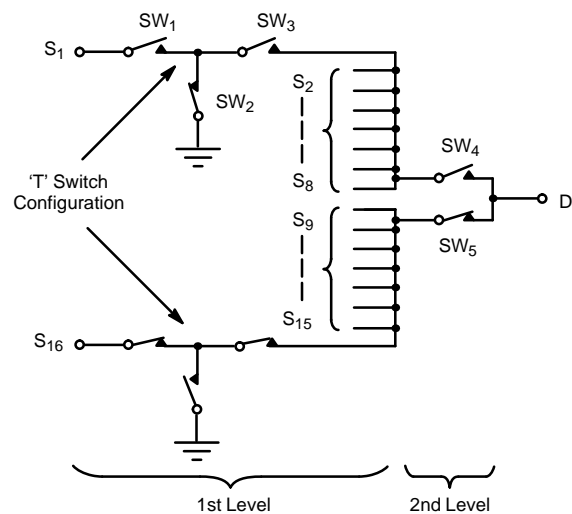 SW1
SW3
S1
SW2
S2
S8
SW4
'T' Switch
Configuration
D
S9
SW5
S15
S16
1st Level
2nd Level